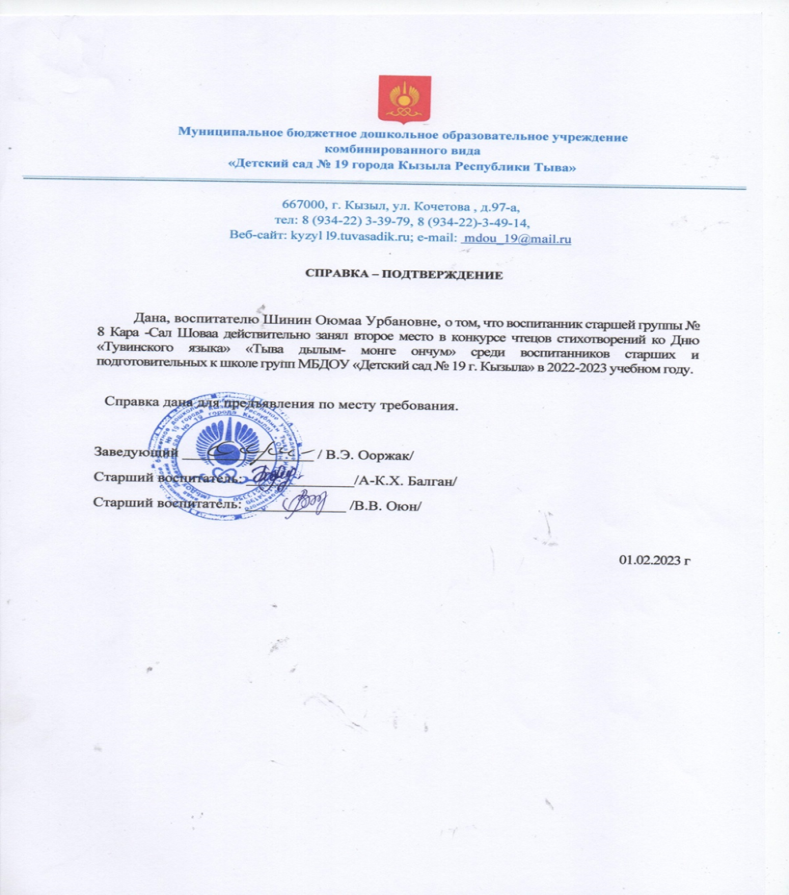 Муниципальное бюджетное дошкольное образовательное учреждение
комбинированного вида
«Детский сад № 19 города Кызыла Республики Тыва»
667000, г. Кызыл, ул. Кочетова , д.97-а,
тел: 8 (934-22) 3-39-79, 8 (934-22)-3-49-14,
Веб-сайт: kyzyl l9.tuvasadik.ru; e-mail: mdou_19@mail.ru
СПРАВКА – ПОДТВЕРЖДЕНИЕ
Дана, воспитателю Шинин Оюмаа Урбановне, о том, что воспитанник старшей группы №
8 Кара -Сал Шоваа действительно занял второе место в конкурсе чтецов стихотворений ко Дню
«Тувинского языка» «Тыва дылым- монге ончум» среди воспитанников старших и
подготовительных к школе групп МБДОУ «Детский сад № 19 г. Кызыла» в 2022-2023 учебном году.
Справка дана для предъявления по месту требования.
Заведующий / В.Э. Ооржак/
Старший воспитатель: /А-К.Х. Балган/
Старший воспитатель: /В.В. Оюн/
01.02.2023 г